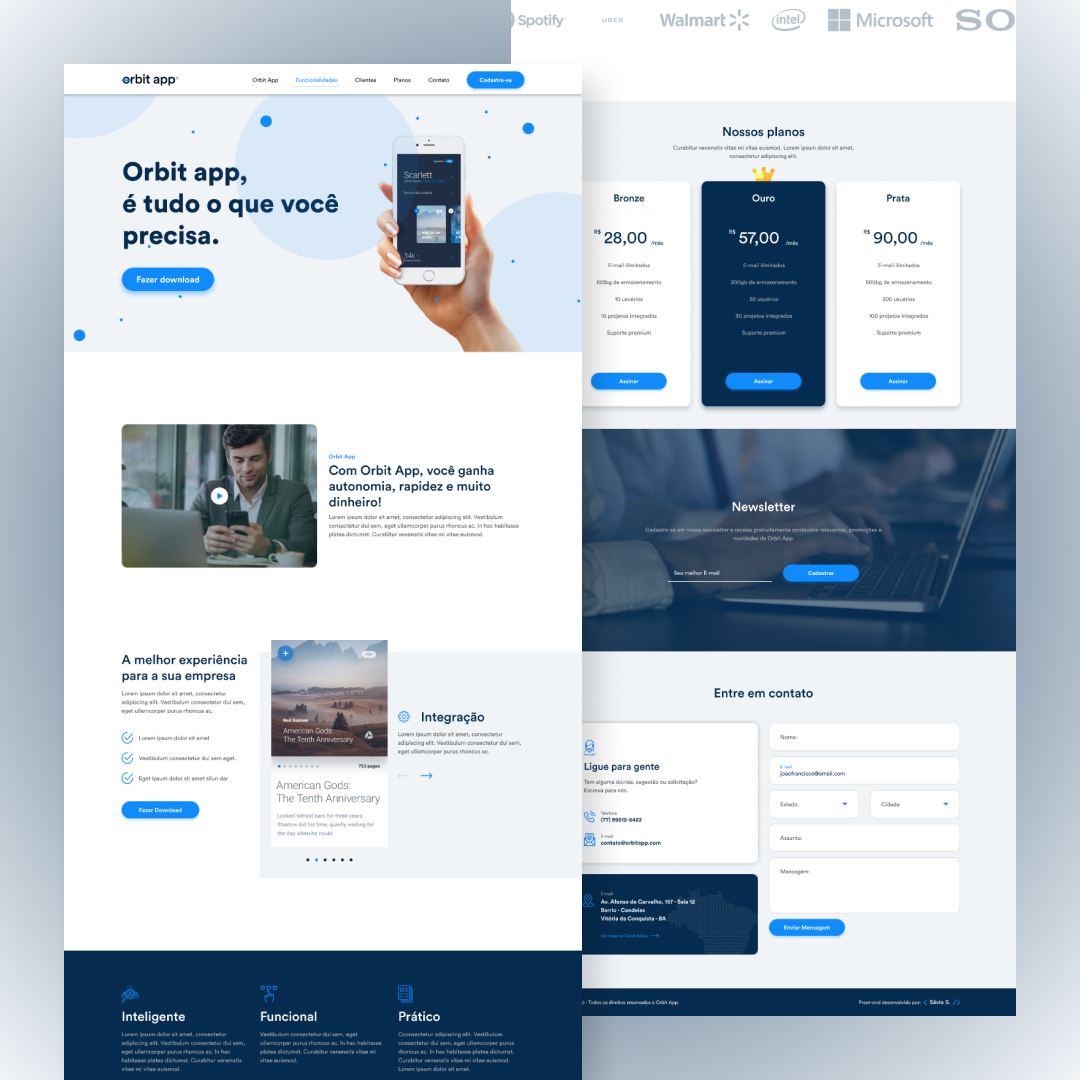 orbit app
Orbit App
Funcionalidades
Clientes
Planos
Contato
Cadastre-se
Orbit app,
é tudo o que você
precisa.
Fazer download
Scarlett
34k
Orbit App
Com Orbit App, você ganha
autonomia, rapidez e muito
dinheiro!
Lorem ipsum dolor sit amet, consectetur adipiscing elit. Vestibulum
consectetur dui sem, eget ullamcorper purus rhoncus ac. In hac habitasse
platea dictumst. Curabitur venenatis vitae mi vitae euismod.
A melhor experiência
para a sua empresa
Lorem ipsum dolor sit amet, consectetur
adipiscing elit. Vestibulum consectetur dui sem,
eget ullamcorper purus rhoncus ac.
Lorem ipsum dolor sit amet
Vestibulum consectetur dui sem eget.
Eget ipsum dolor sit amet silun dar
Fazer Download
Neil Gaiman
American Gods:
The Tenth Anniversary
753 pages
American Gods:
The Tenth Anniversary
Locked behind bars for three years,
Shadow did his time, quietly waiting for
the day when he could
Integração
Lorem ipsum dolor sit amet, consectetur
adipiscing elit. Vestibulum consectetur dui sem,
eget ullamcorper purus rhoncus ac.
Inteligente
Lorem ipsum dolor sit amet, consectetur
adipiscing elit. Vestibulum consectetur dui sem,
eget ullamcorper purus rhoncus ac. In hac
habitasse platea dictumst. Curabitur venenatis
vitae mi vitae euismod.
Funcional
Vestibulum consectetur dui sem, eget
ullamcorper purus rhoncus ac. In hac habitasse
platea dictumst. Curabitur venenatis vitae mi
vitae euismod.
Prático
Cconsectetur adipiscing elit. Vestibulum
consectetur dui sem, eget ullamcorper purus
rhoncus ac. In hac habitasse platea dictumst.
Curabitur venenatis vitae mi vitae euismod.
Lorem ipsum dolor sit amet.
Spotify
UBER
Walmart
intel
Microsoft
SO
Nossos planos
Curabitur venenatis vitae mi vitae euismod. Lorem ipsum dolor sit amet,
consectetur adipiscing elit.
Bronze
R$ 28,00 /mês
E-mail ilimitados
100bg de armazenamento
10 usuários
10 projetos integrados
Suporte premium
Assinar
Ouro
R$ 57,00 /mês
E-mail ilimitados
200gb de armazenamento
50 usuários
30 projetos integrados
Suporte premium
Assinar
Prata
R$ 90,00 /mês
E-mail ilimitados
500bg de armazenamento
200 usuários
100 projetos integrados
Suporte premium
Assinar
Newsletter
Cadastre-se em nosso newsletter e receba gratuitamente conteúdos relevantes, promoções e
novidades da Orbit App.
Seu melhor E-mail
Cadastrar
Entre em contato
Ligue para gente
Tem alguma dúvida, sugestão ou solicitação?
Escreva para nós.
Telefone
(77) 99512-5423
E-mail
contato@orbitapp.com
E-mail
Av. Afonso de Carvalho, 157 - Sala 12
Barrio - Candeias
Vitória da Conquista - BA
Nome:
E-mail
joaofrancisco@email.com
Estado
Cidade
Assunto:
Mensagem:
Enviar Mensagem
- Todos os direitos reservados à Orbit App
Front-end desenvolvido por:
Sávio S.